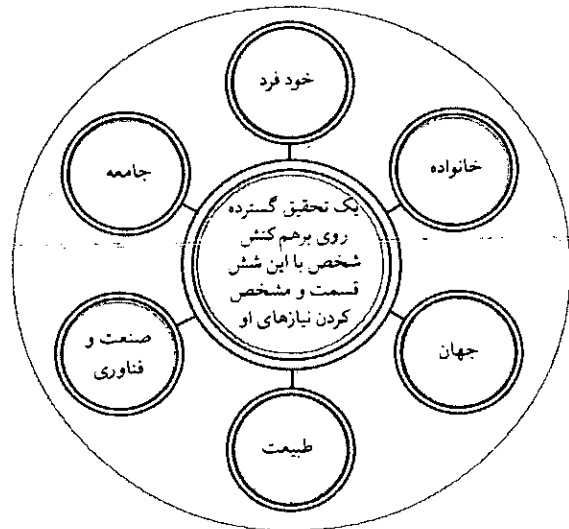 خود فرد
خانواده
جامعه
یک تحقیق گسترده
روی برهم کنش
شخص با این شش
قسمت و مشخص
کردن نیازهای او
جهان
صنعت و
فناوری
طبیعت